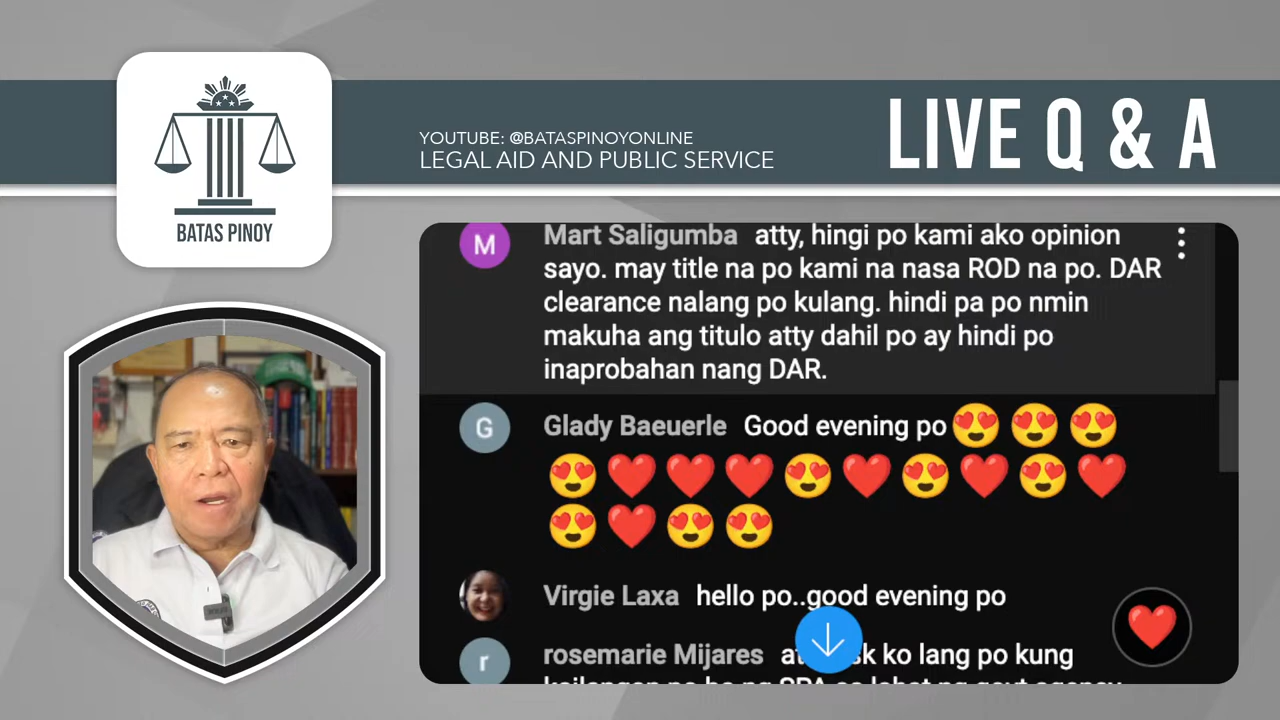 YOUTUBE: @BATASPINOYONLINE
LEGAL AID AND PUBLIC SERVICE
LIVE Q & A
BATAS PINOY
M
Mart Saligumba atty, hingi po kami ako opinion
sayo. may title na po kami na nasa ROD na po. DAR
clearance nalang po kulang. hindi pa po nmin
makuha ang titulo atty dahil po ay hindi po
inaprobahan nang DAR.
G
Glady Baeuerle Good evening po😍😍😍
😍❤️❤️❤️😍❤️😍❤️😍❤️
😍❤️😍😍
Virgie Laxa hello po..good evening po
r
rosemarie Mijares ko lang po kung